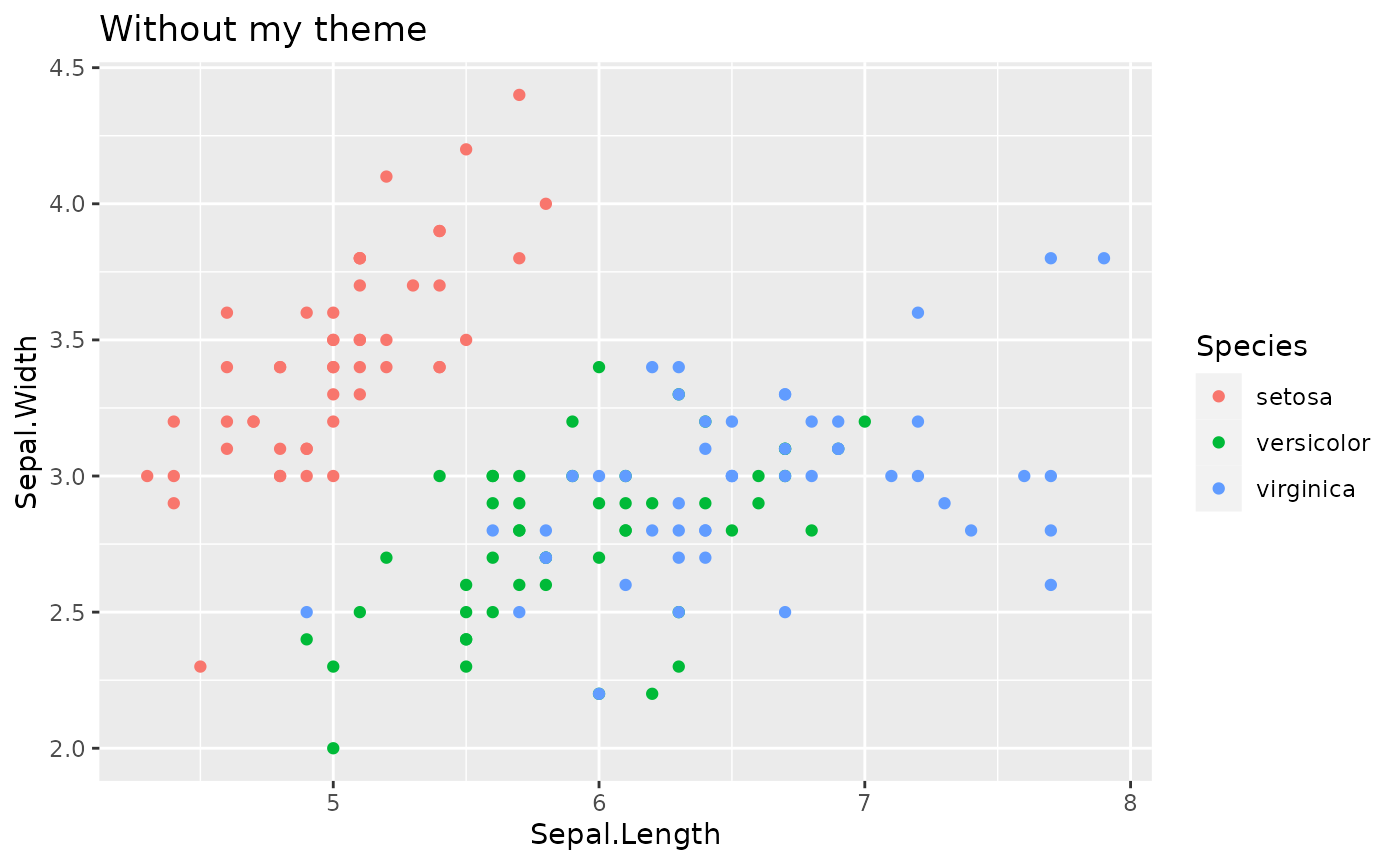 Without my theme
4.5
4.0
3.5
3.0
2.5
2.0
Sepal.Width
5 6 7 8
Sepal.Length
Species
setosa
versicolor
virginica